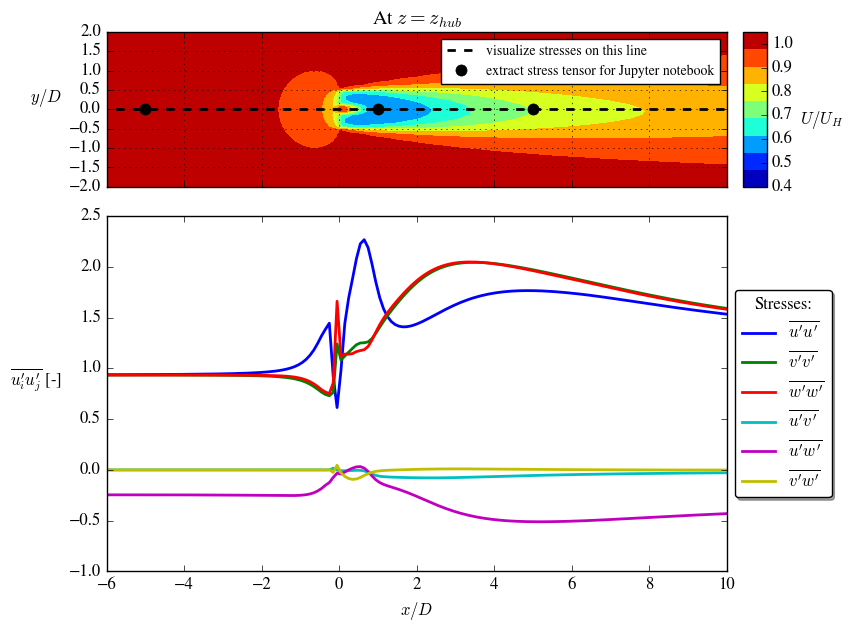 At z = z_{hub}
2.0
1.5
1.0
0.5
0.0
−0.5
−1.0
−1.5
−2.0
y/D
visualize stresses on this line
extract stress tensor for Jupyter notebook
1.0
0.9
0.8
0.7
0.6
0.5
0.4
U/U_H
2.5
2.0
1.5
1.0
0.5
0.0
−0.5
−1.0
\overline{u'_i u'_j} [-]
−6
−4
−2
0
2
4
6
8
10
x/D
Stresses:
\overline{u'u'}
\overline{v'v'}
\overline{w'w'}
\overline{u'v'}
\overline{u'w'}
\overline{v'w'}